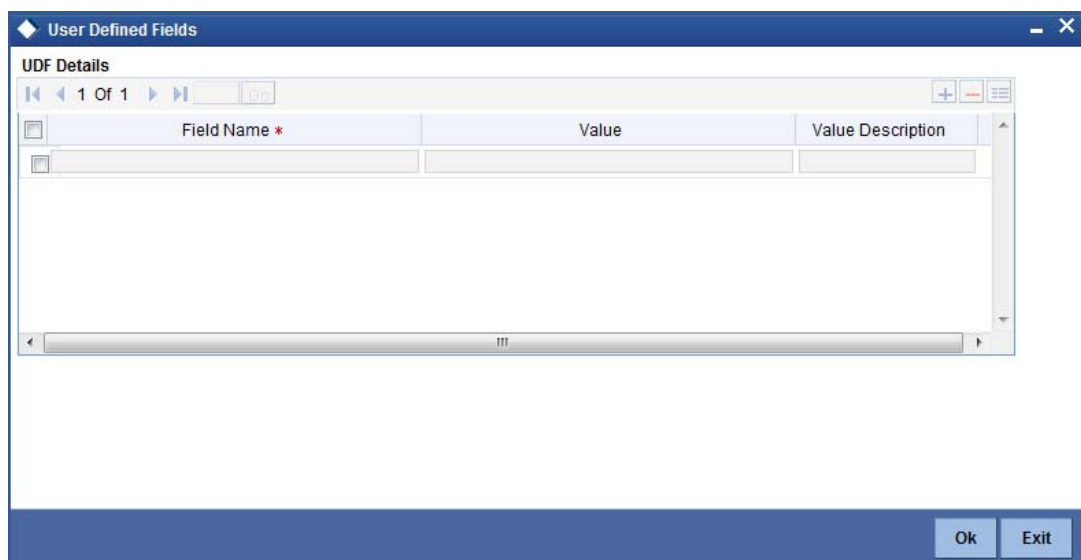 User Defined Fields
UDF Details
1 Of 1 Go
Field Name * Value Value Description
Ok Exit